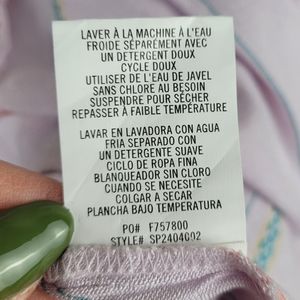 LAVER À LA MACHINE À L'EAU
FROIDE SÉPARÉMENT AVEC
UN DETERGENT DOUX
CYCLE DOUX
UTILISER DE L'EAU DE JAVEL
SANS CHLORE AU BESOIN
SUSPENDRE POUR SÉCHER
REPASSER À FAIBLE TEMPÉRATURE
LAVAR EN LAVADORA CON AGUA
FRIA SEPARADO CON
UN DETERGENTE SUAVE
CICLO DE ROPA FINA
BLANQUEADOR SIN CLORO
CUANDO SE NECESITE
COLGAR A SECAR
PLANCHA BAJO TEMPERATURA
PO# F757800
STYLE# SP2404602